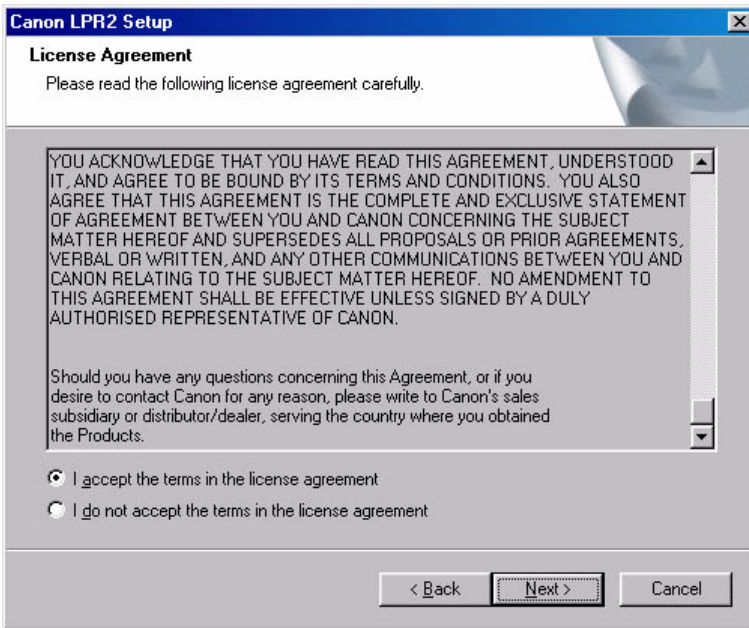 Canon LPR2 Setup
License Agreement
Please read the following license agreement carefully.
YOU ACKNOWLEDGE THAT YOU HAVE READ THIS AGREEMENT, UNDERSTOOD
IT, AND AGREE TO BE BOUND BY ITS TERMS AND CONDITIONS.  YOU ALSO
AGREE THAT THIS AGREEMENT IS THE COMPLETE AND EXCLUSIVE STATEMENT
OF AGREEMENT BETWEEN YOU AND CANON CONCERNING THE SUBJECT
MATTER HEREOF AND SUPERSEDES ALL PROPOSALS OR PRIOR AGREEMENTS,
VERBAL OR WRITTEN, AND ANY OTHER COMMUNICATIONS BETWEEN YOU AND
CANON RELATING TO THE SUBJECT MATTER HEREOF.  NO AMENDMENT TO
THIS AGREEMENT SHALL BE EFFECTIVE UNLESS SIGNED BY A DULY
AUTHORISED REPRESENTATIVE OF CANON.
Should you have any questions concerning this Agreement, or if you
desire to contact Canon for any reason, please write to Canon's sales
subsidiary or distributor/dealer, serving the country where you obtained
the Products.
I accept the terms in the license agreement
I do not accept the terms in the license agreement
< Back
Next >
Cancel